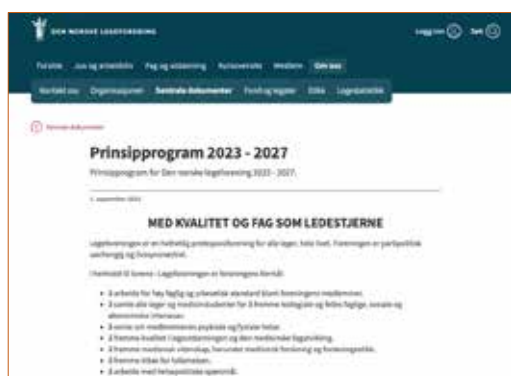 DEN NORSKE LEGEFORENING
Logg inn Søk
Forside Jus og arbeidsliv Fag og utdanning Kurs Medlem Om oss
Kontakt oss Organisasjonen Sentrale dokumenter Fond og legater Etikk Legestatistikk
Sentrale dokumenter
Prinsipprogram 2023 - 2027
Prinsipprogram for Den norske legeforening 2023 - 2027.
1. september 2023
MED KVALITET OG FAG SOM LEDESTJERNE
Legeforeningen er en helhetlig profesjonsforening for alle leger, hele livet. Foreningen er partipolitisk
uavhengig og livssynsnøytral.
I henhold til lovens Legeforeningen er foreningens formål:
å arbeide for høy faglig og yrkesetisk standard blant foreningens medlemmer.
å samle alle leger og medisinstudenter for å fremme kollegiale og felles faglige, sosiale og
økonomiske interesser.
å verne om medlemmenes psykiske og fysiske helse.
å fremme kvalitet i legeutdanningen og den medisinske fagutvikling.
å fremme medisinsk vitenskap, herunder medisinsk forskning og forskningsetikk.
å fremme tiltak for folkehelsen.
å arbeide med helsepolitiske spørsmål.